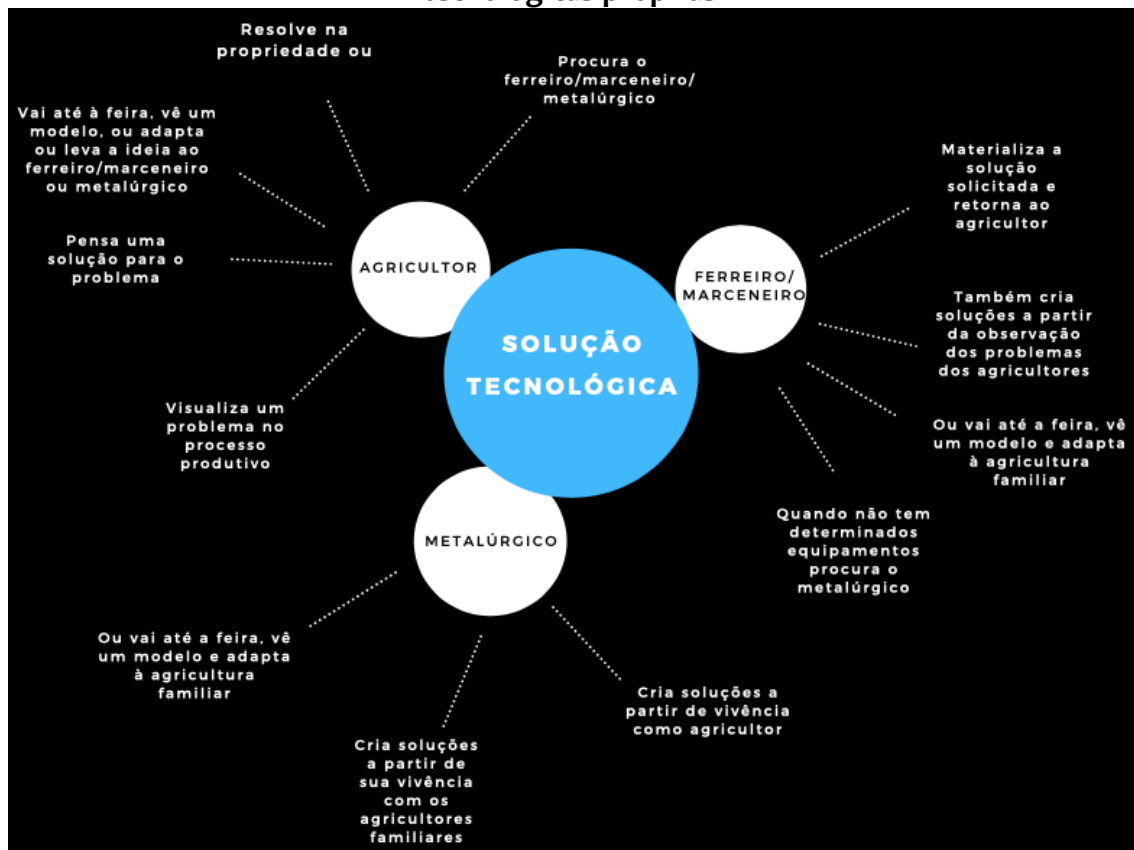 Resolve na
propriedade ou
Procura o
ferreiro/marceneiro/
metalúrgico
Vai até à feira, vê um
modelo, ou adapta
ou leva a ideia ao
ferreiro/marceneiro
ou metalúrgico
Pensa uma
solução para o
problema
AGRICULTOR
Visualiza um
problema no
processo
produtivo
SOLUÇÃO
TECNOLÓGICA
FERREIRO/
MARCENEIRO
Materializa a
solução
solicitada e
retorna ao
agricultor
Também cria
soluções a partir
da observação
dos problemas
dos agricultores
Ou vai até a feira, vê
um modelo e adapta
à agricultura
familiar
Quando não tem
determinados
equipamentos
procura o
metalúrgico
METALÚRGICO
Ou vai até a feira, vê
um modelo e adapta
à agricultura
familiar
Cria soluções
a partir de
sua vivência
com os
agricultores
familiares
Cria soluções a
partir de vivência
como agricultor